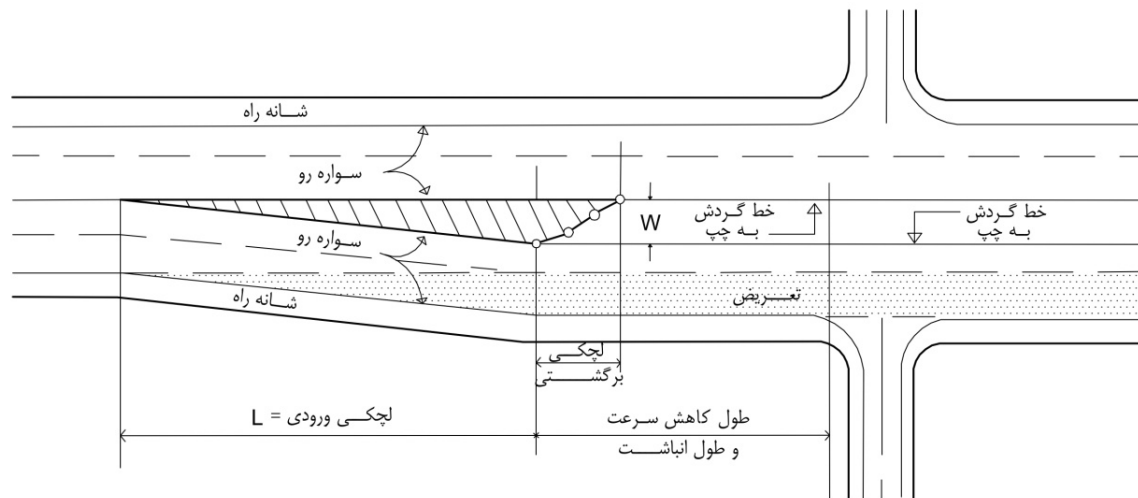 شانه راه
سواره رو
خط گردش
به چپ
W
خط گردش
به چپ
سواره رو
تعریض
شانه راه
لچکی
برگشتی
لچکی ورودی = L
طول کاهش سرعت
و طول انباشت